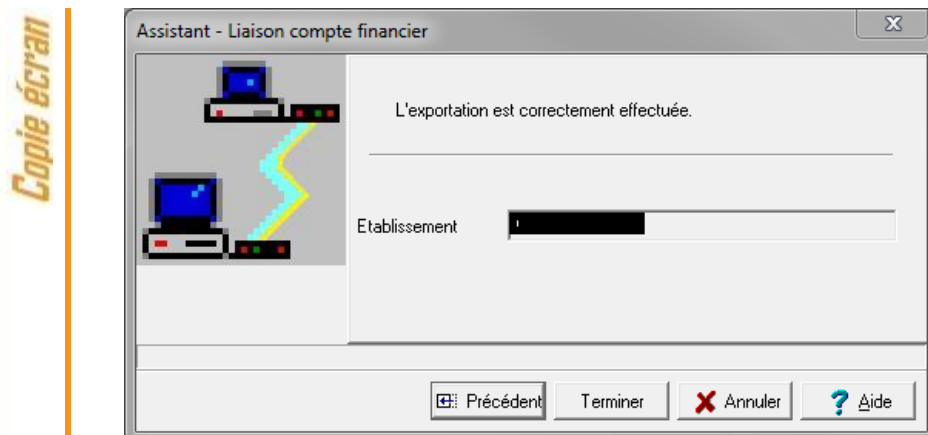 Copie écran
Assistant - Liaison compte financier
L'exportation est correctement effectuée.
Etablissement
Précédent Terminer Annuler Aide